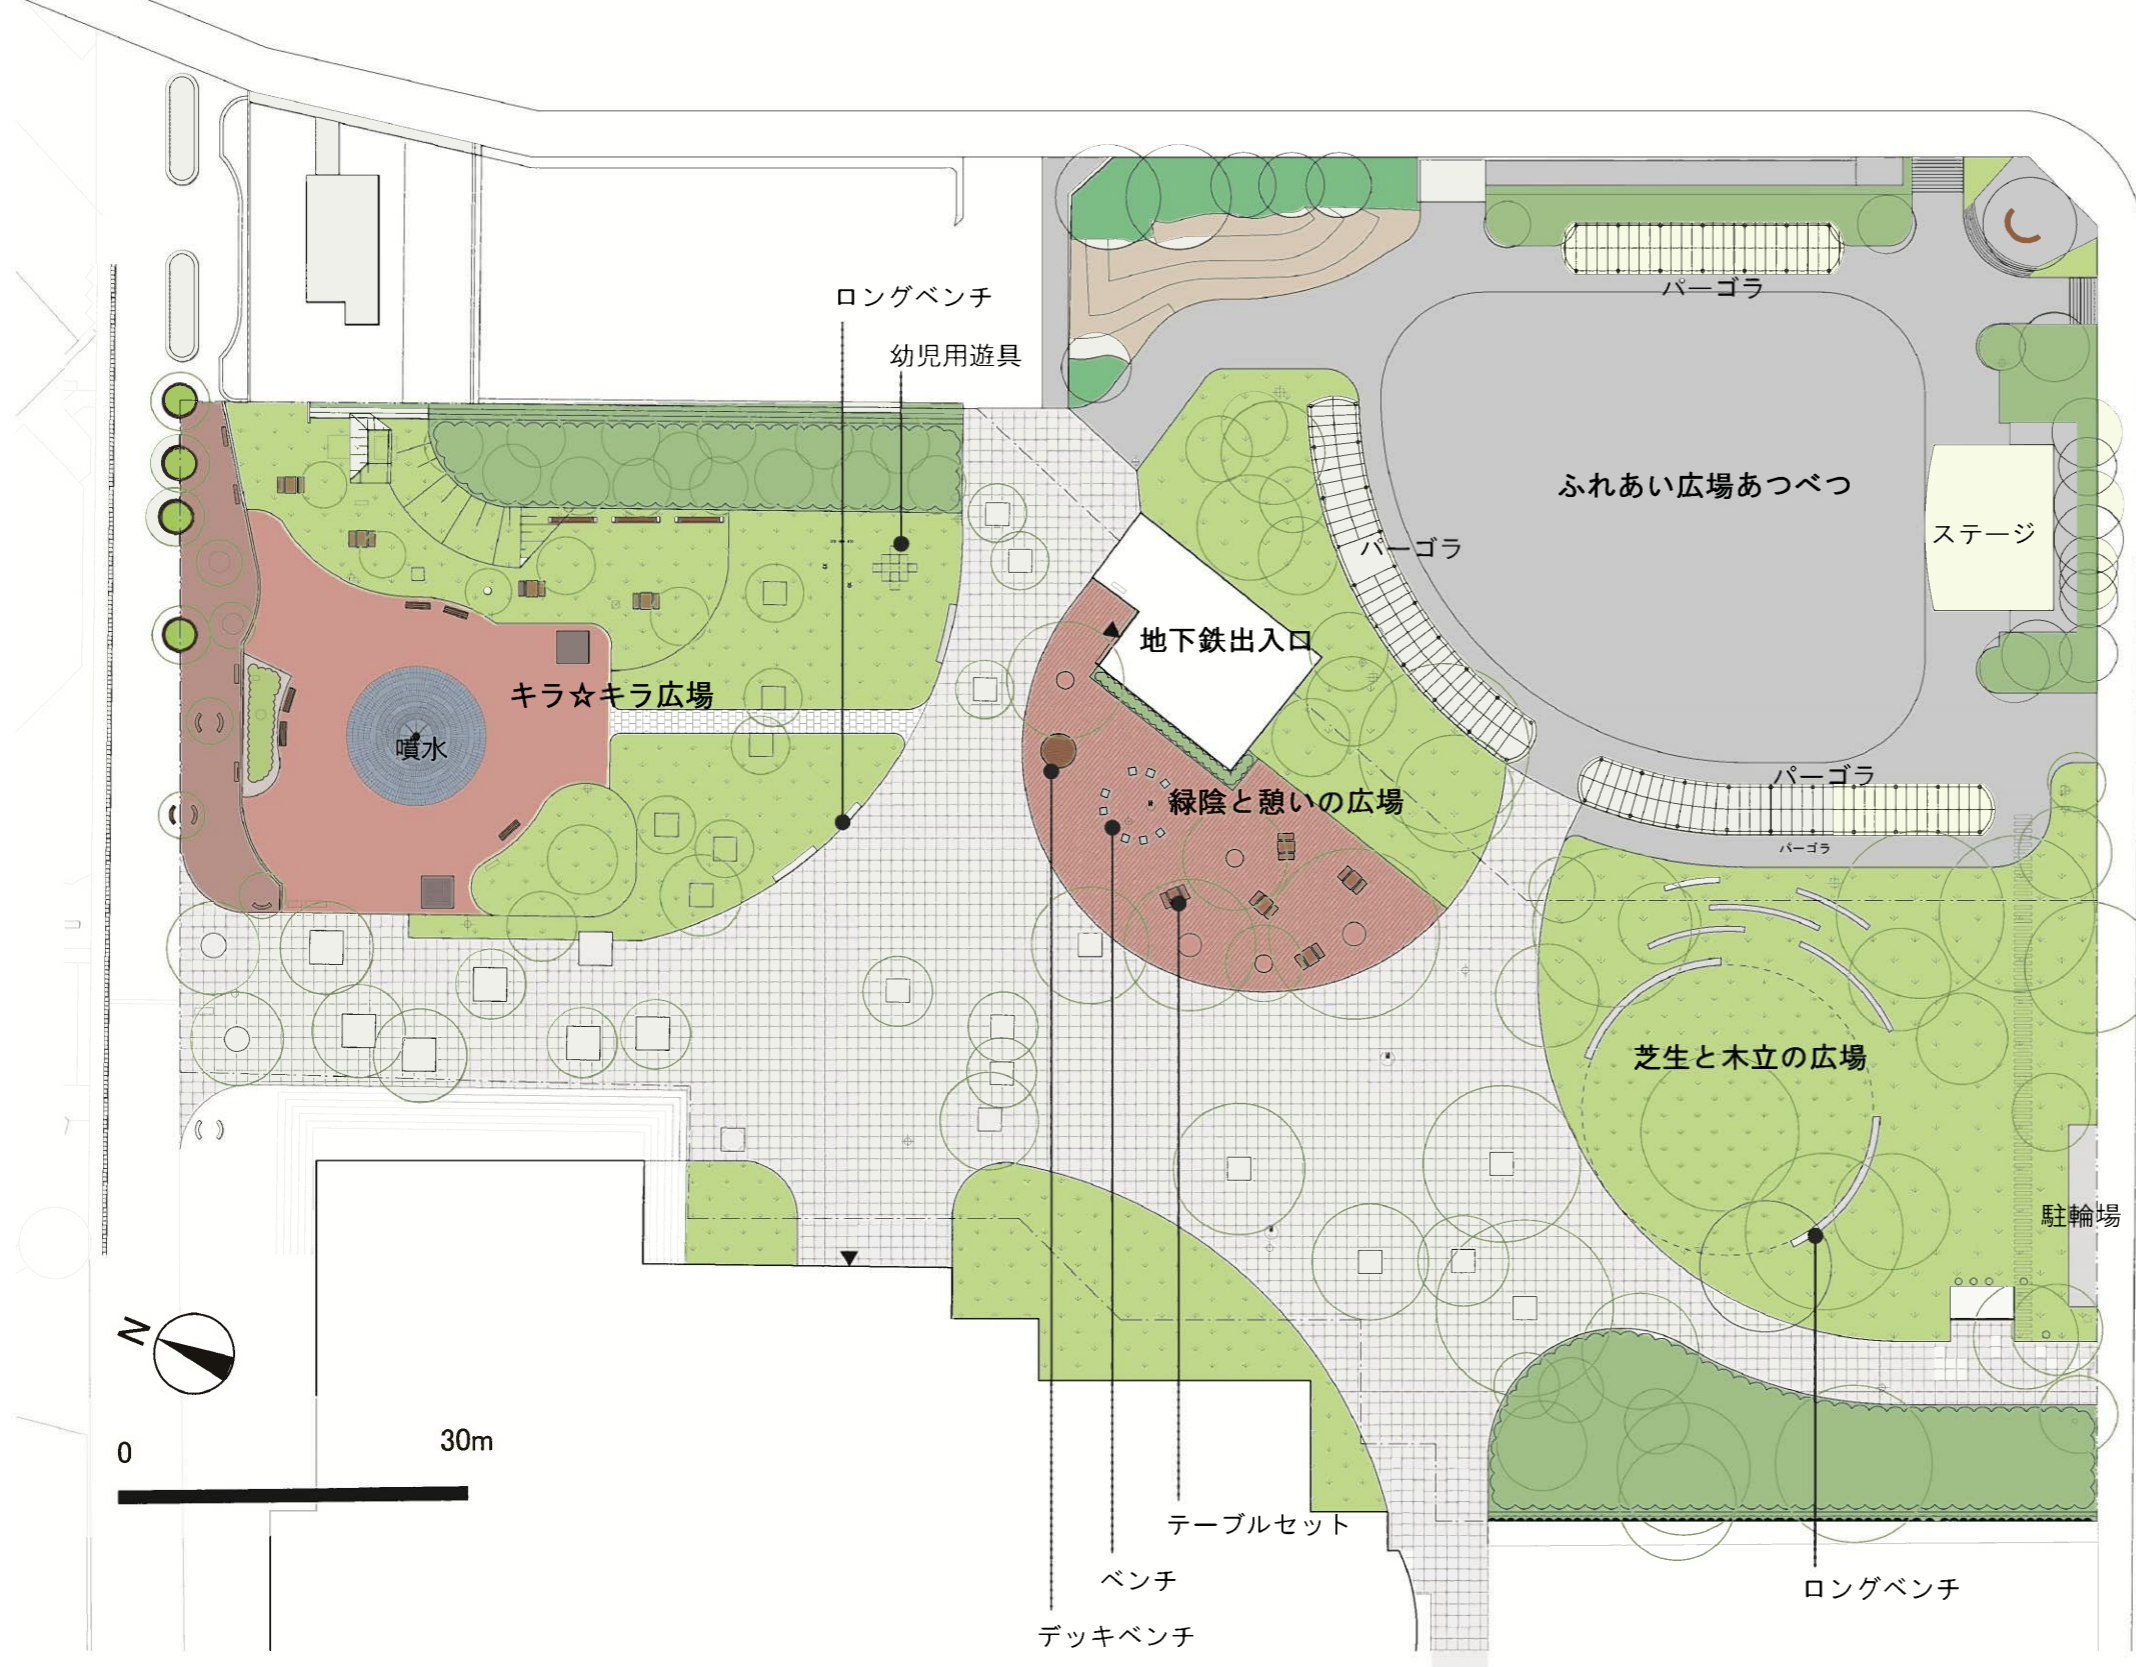 パーゴラ
ロングベンチ
幼児用遊具
ふれあい広場あつべつ
ステージ
パーゴラ
地下鉄出入口
キラ☆キラ広場
噴水
パーゴラ
緑陰と憩いの広場
パーゴラ
芝生と木立の広場
駐輪場
N
0
30m
テーブルセット
ベンチ
ロングベンチ
デッキベンチ